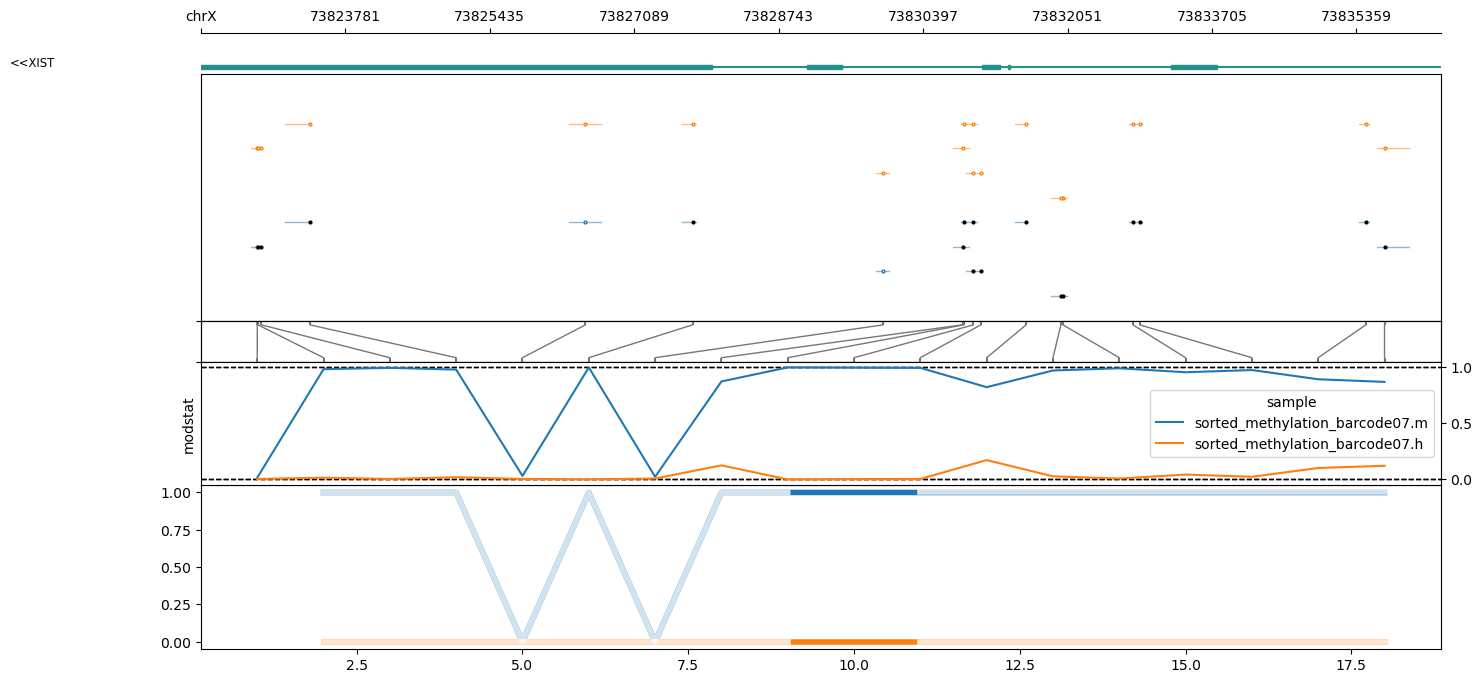 chrX 73823781 73825435 73827089 73828743 73830397 73832051 73833705 73835359
<<XIST
modstat
1.0
0.5
0.0
sample
sorted_methylation_barcode07.m
sorted_methylation_barcode07.h
1.00
0.75
0.50
0.25
0.00
2.5 5.0 7.5 10.0 12.5 15.0 17.5